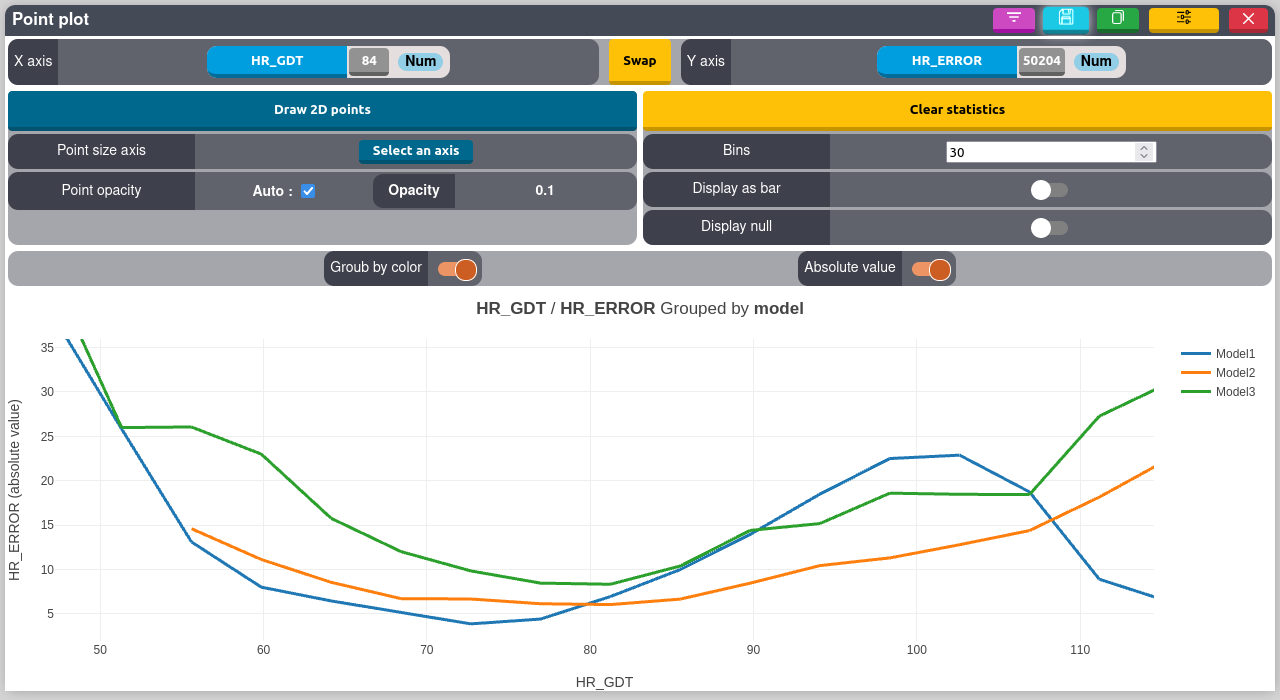 Point plot
X axis HR_GDT 84 Num Swap Y axis HR_ERROR 50204 Num
Draw 2D points Clear statistics
Point size axis Select an axis Bins 30
Point opacity Auto : Opacity 0.1 Display as bar
Display null
Groub by color Absolute value
HR_GDT / HR_ERROR Grouped by model
35
30
25
20
15
10
5
HR_ERROR (absolute value)
50 60 70 80 90 100 110
HR_GDT
Model1
Model2
Model3